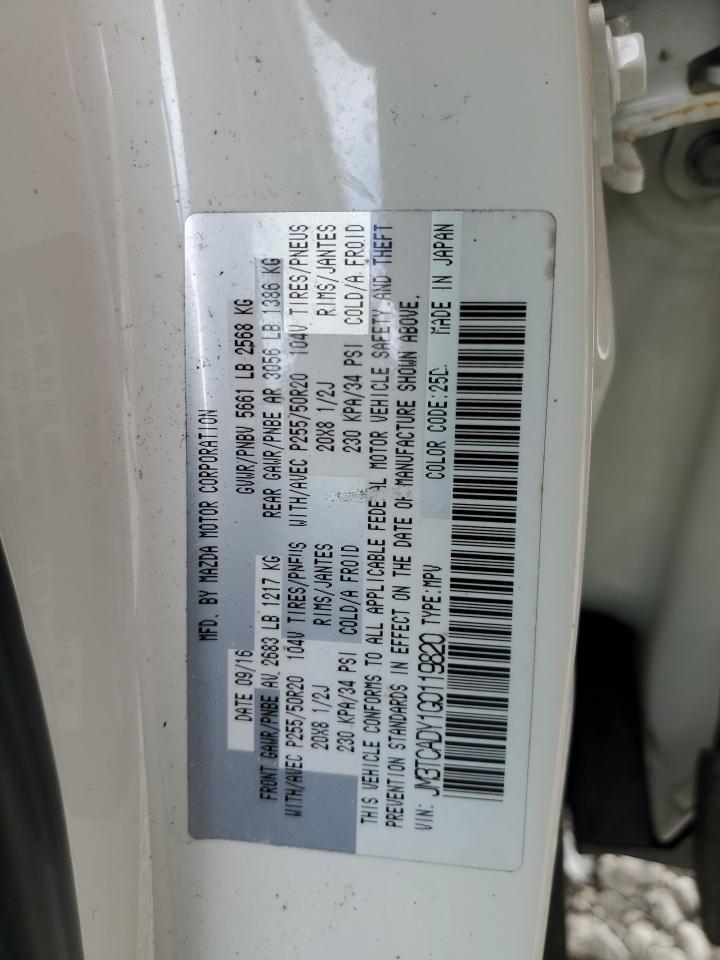 MFD. BY MAZDA MOTOR CORPORATION
DATE 09/16 GVWR/PNBV 5661 LB 2568 KG
FRONT GAWR/PNBE AV 2683 LB 1217 KG REAR GAWR/PNBE AR 3056 LB 1386 KG
WITH/AVEC P255/50R20 104V TIRES/PNEUS WITH/AVEC P255/50R20 104V TIRES/PNEUS
20X8 1/2J RIMS/JANTES 20X8 1/2J RIMS/JANTES
230 KPA/34 PSI COLD/A FROID 230 KPA/34 PSI COLD/A FROID
THIS VEHICLE CONFORMS TO ALL APPLICABLE FEDERAL MOTOR VEHICLE SAFETY AND THEFT
PREVENTION STANDARDS IN EFFECT ON THE DATE OF MANUFACTURE SHOWN ABOVE.
VIN: JM3TCADY1G0119820 TYPE:MPV COLOR CODE:25D MADE IN JAPAN